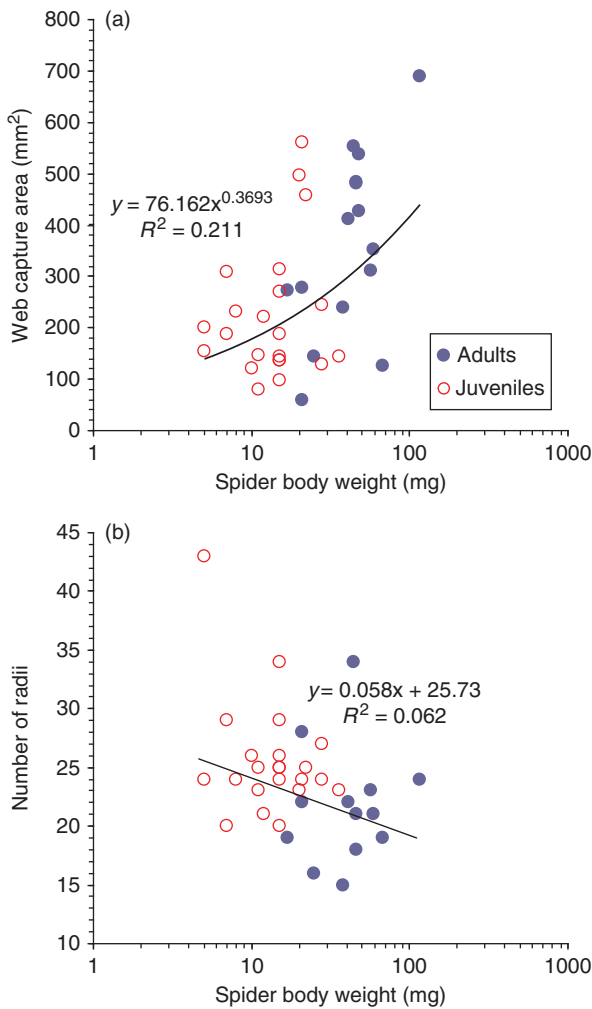 (a)
800
700
600
500
400
300
200
100
0
Web capture area (mm²)
y = 76.162x^0.3693
R² = 0.211
Adults
Juveniles
1 10 100 1000
Spider body weight (mg)
(b)
45
40
35
30
25
20
15
10
Number of radii
y = 0.058x + 25.73
R² = 0.062
1 10 100 1000
Spider body weight (mg)